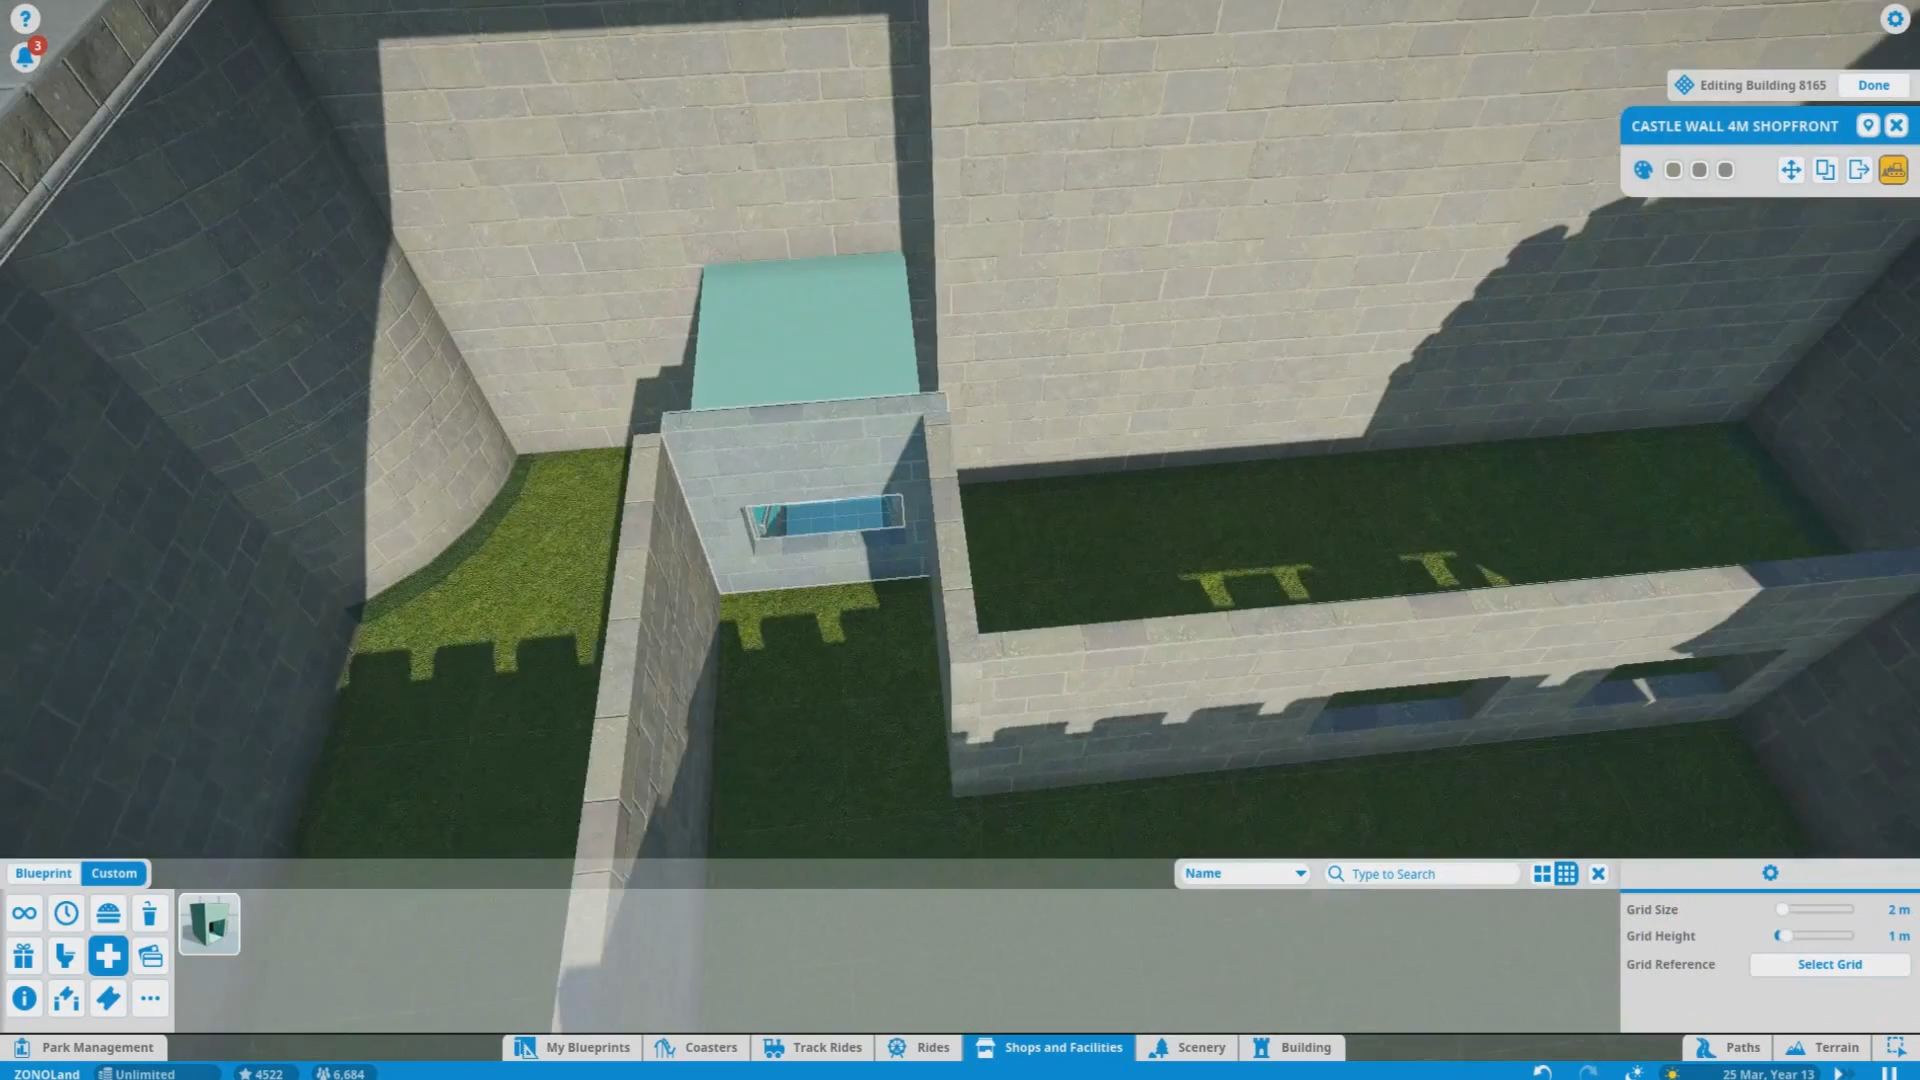 ?
3
Editing Building 8165
Done
CASTLE WALL 4M SHOPFRONT
Blueprint
Custom
Name
Type to Search
Grid Size
2 m
Grid Height
1 m
Grid Reference
Select Grid
Park Management
My Blueprints
Coasters
Track Rides
Rides
Shops and Facilities
Scenery
Building
Paths
Terrain
ZONOLand
Unlimited
4522
6,684
25 Mar, Year 13